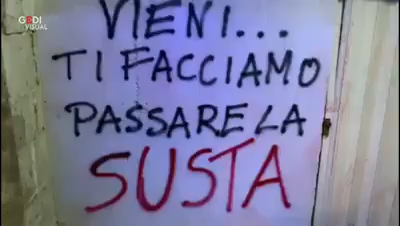 GEDI
VISUAL
VIENI...
TI FACCIAMO
PASSARE LA
SUSTA